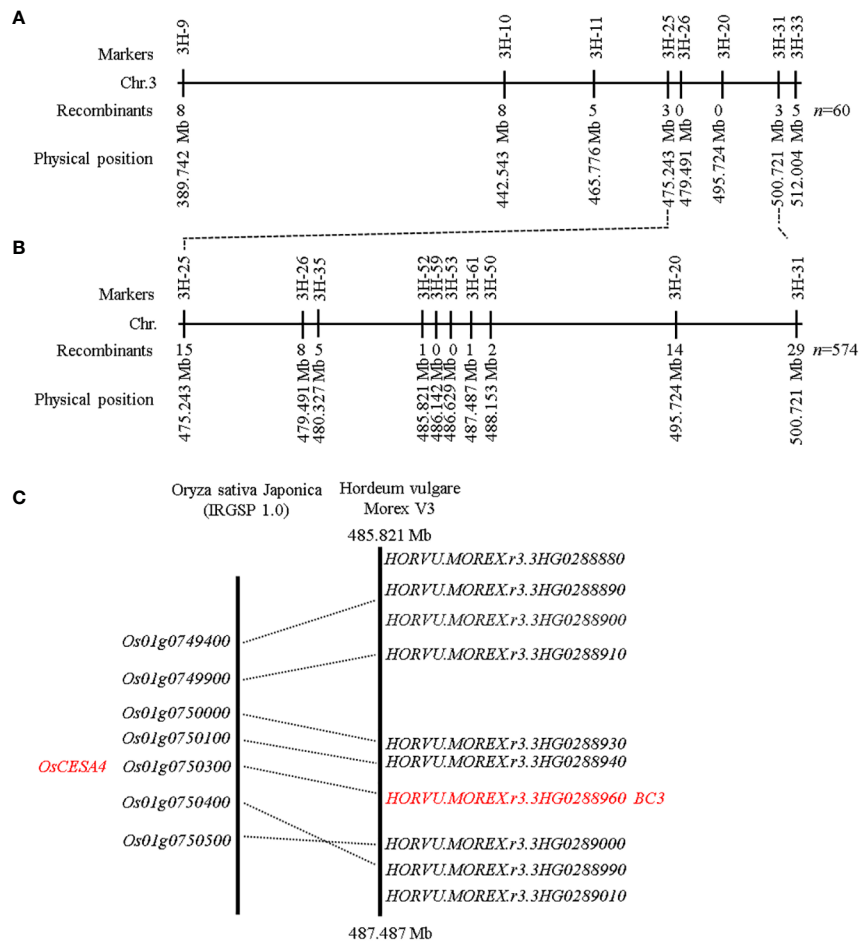 A
Markers
3H-9 3H-10 3H-11 3H-25 3H-26 3H-20 3H-31 3H-33
Chr.3
Recombinants
8 8 5 3 0 0 3 5 n=60
Physical position
389.742 Mb 442.543 Mb 465.776 Mb 475.243 Mb 479.491 Mb 495.724 Mb 500.721 Mb 512.004 Mb
B
Markers
3H-25 3H-26 3H-35 3H-52 3H-59 3H-53 3H-61 3H-50 3H-20 3H-31
Chr.
Recombinants
15 8 5 1 0 0 1 2 14 29 n=574
Physical position
475.243 Mb 479.491 Mb 480.327 Mb 485.821 Mb 486.142 Mb 486.629 Mb 487.487 Mb 488.153 Mb 495.724 Mb 500.721 Mb
C
Oryza sativa Japonica
(IRGSP 1.0)
Hordeum vulgare
Morex V3
485.821 Mb
HORVU.MOREX.r3.3HG0288880
HORVU.MOREX.r3.3HG0288890
HORVU.MOREX.r3.3HG0288900
Os01g0749400
HORVU.MOREX.r3.3HG0288910
Os01g0749900
Os01g0750000
Os01g0750100
HORVU.MOREX.r3.3HG0288930
HORVU.MOREX.r3.3HG0288940
OsCESA4 Os01g0750300
HORVU.MOREX.r3.3HG0288960 BC3
Os01g0750400
Os01g0750500
HORVU.MOREX.r3.3HG0289000
HORVU.MOREX.r3.3HG0288990
HORVU.MOREX.r3.3HG0289010
487.487 Mb